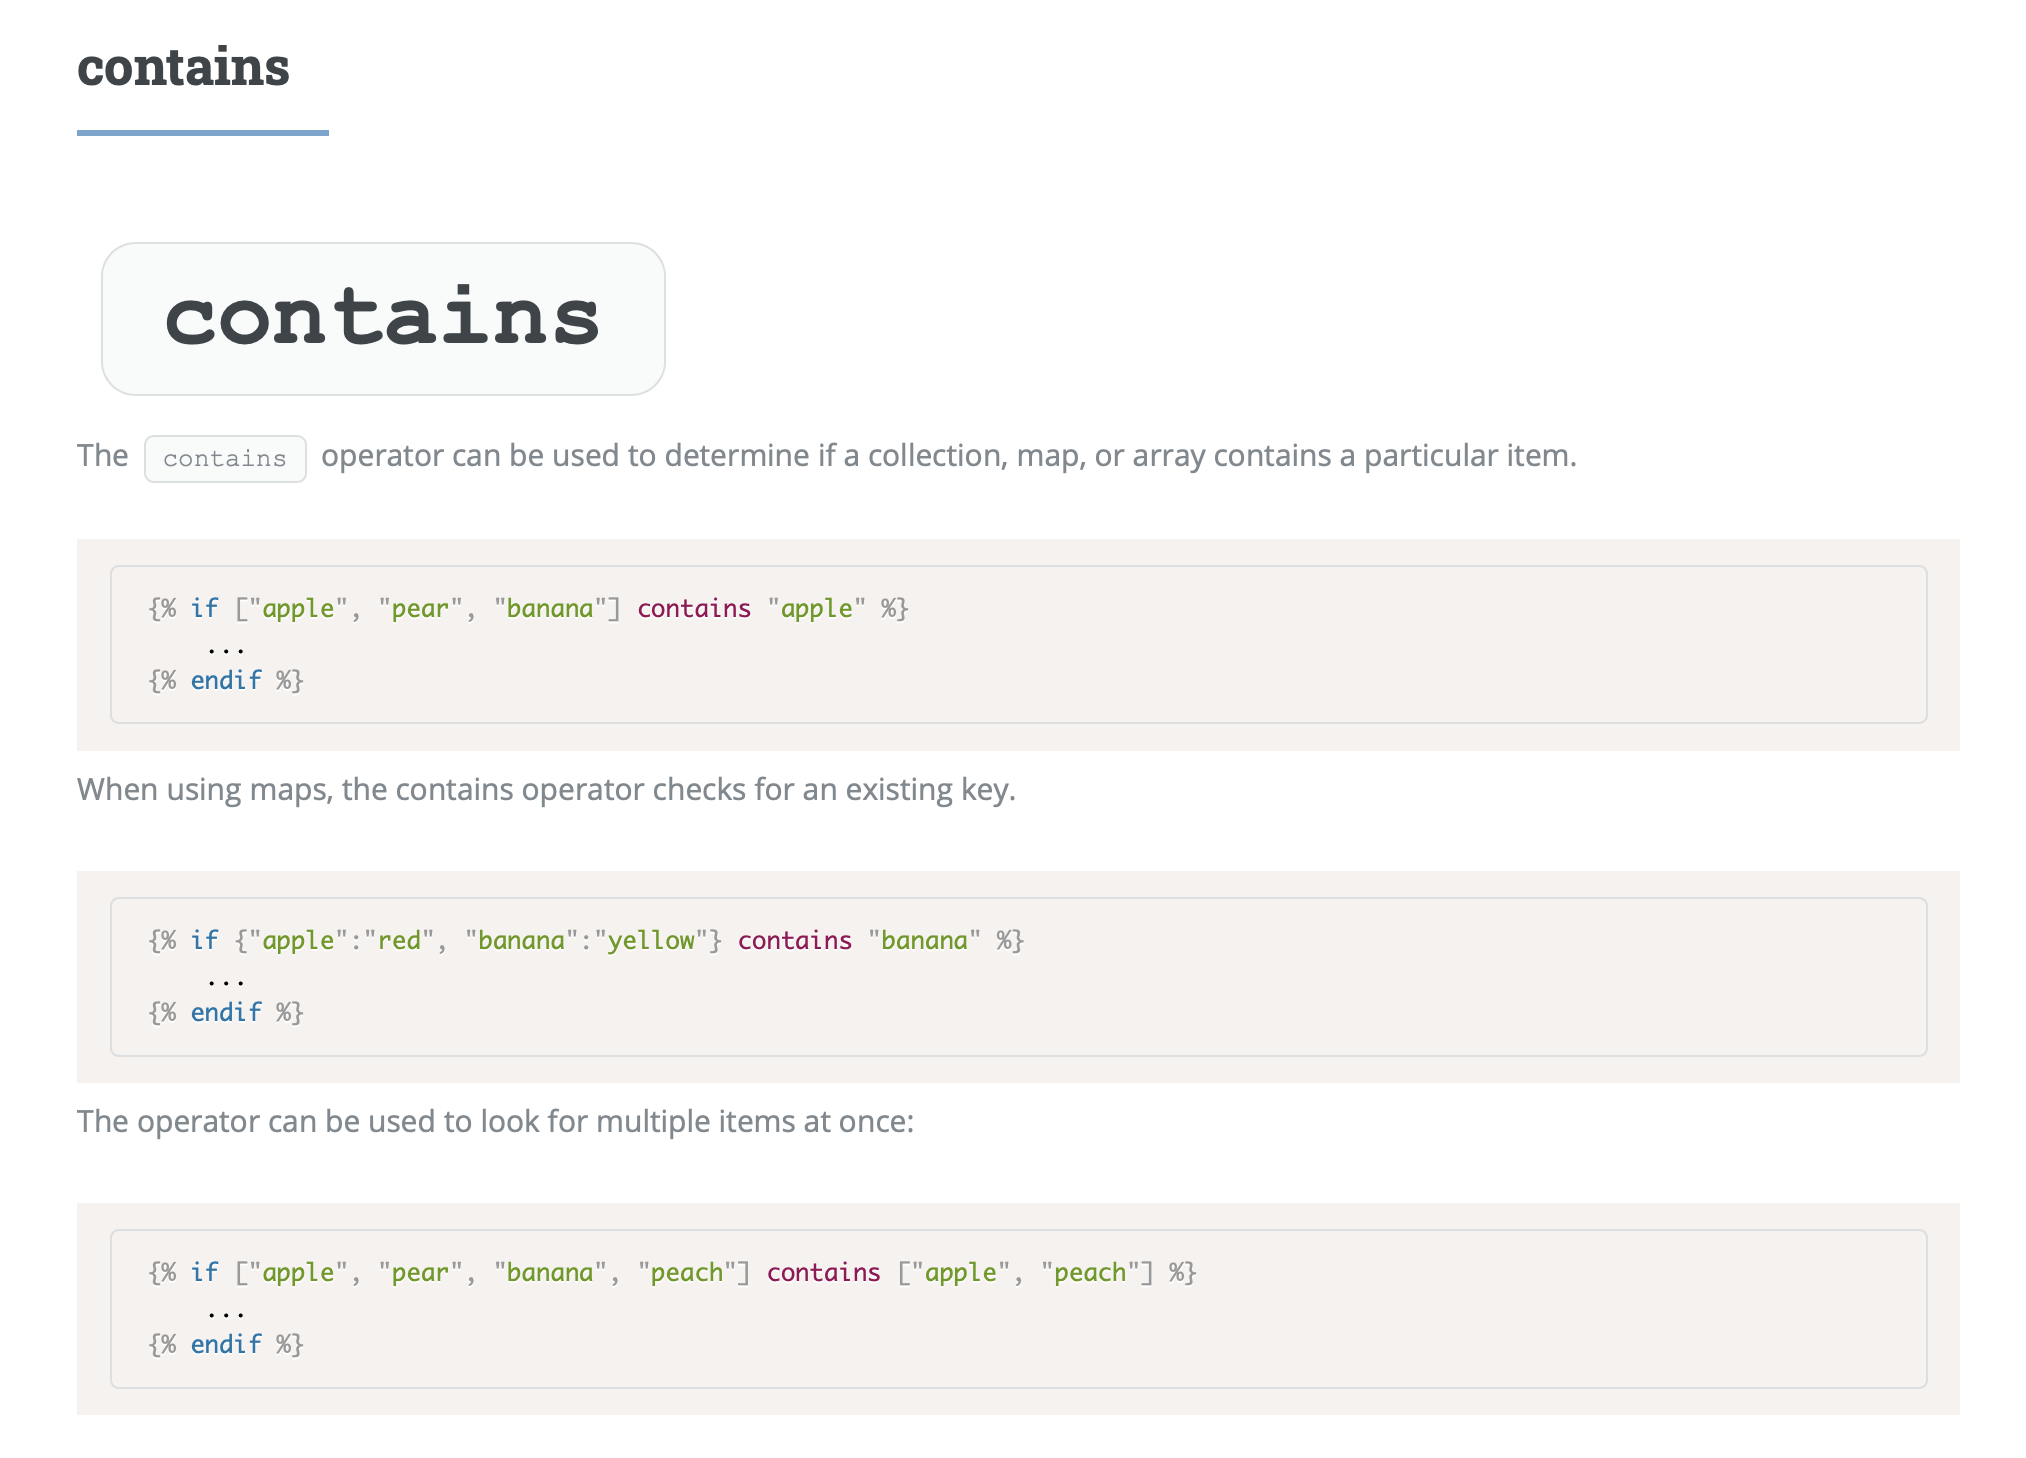 contains
contains
The contains operator can be used to determine if a collection, map, or array contains a particular item.
{% if ["apple", "pear", "banana"] contains "apple" %}
...
{% endif %}
When using maps, the contains operator checks for an existing key.
{% if {"apple":"red", "banana":"yellow"} contains "banana" %}
...
{% endif %}
The operator can be used to look for multiple items at once:
{% if ["apple", "pear", "banana", "peach"] contains ["apple", "peach"] %}
...
{% endif %}